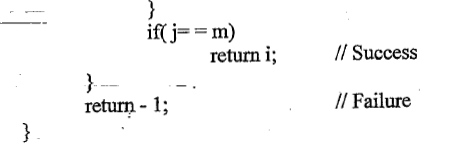 }
if( j= = m)
return i; // Success
}
return - 1; // Failure
}